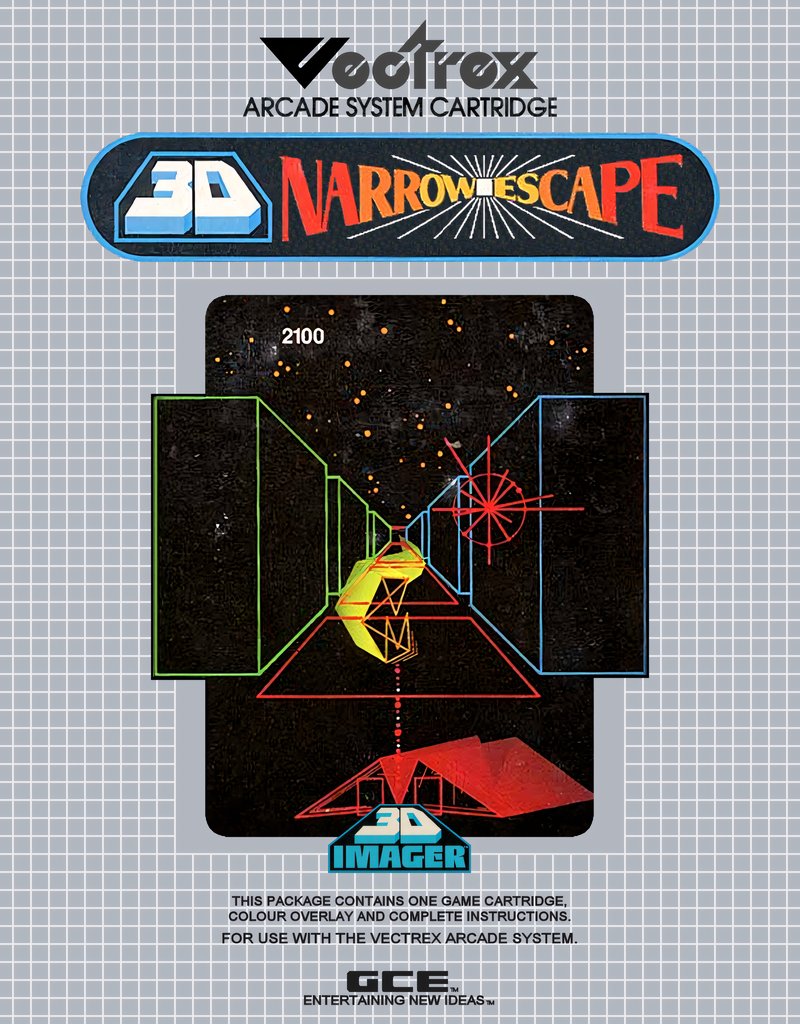 Vectrex
ARCADE SYSTEM CARTRIDGE
3D NARROW ESCAPE
2100
3D
IMAGER™
THIS PACKAGE CONTAINS ONE GAME CARTRIDGE,
COLOUR OVERLAY AND COMPLETE INSTRUCTIONS.
FOR USE WITH THE VECTREX ARCADE SYSTEM.
GCE™
ENTERTAINING NEW IDEAS™